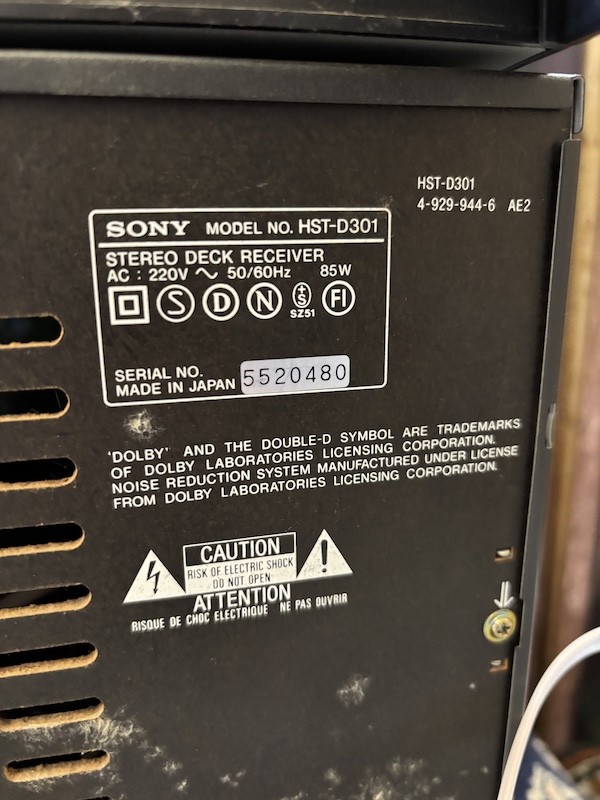 HST-D301
4-929-944-6 AE2
SONY MODEL NO. HST-D301
STEREO DECK RECEIVER
AC : 220V ~ 50/60Hz 85W
S D N +S FI
SZ51
SERIAL NO. 5520480
MADE IN JAPAN
'DOLBY' AND THE DOUBLE-D SYMBOL ARE TRADEMARKS
OF DOLBY LABORATORIES LICENSING CORPORATION.
NOISE REDUCTION SYSTEM MANUFACTURED UNDER LICENSE
FROM DOLBY LABORATORIES LICENSING CORPORATION.
CAUTION
RISK OF ELECTRIC SHOCK
DO NOT OPEN
ATTENTION
RISQUE DE CHOC ELECTRIQUE NE PAS OUVRIR